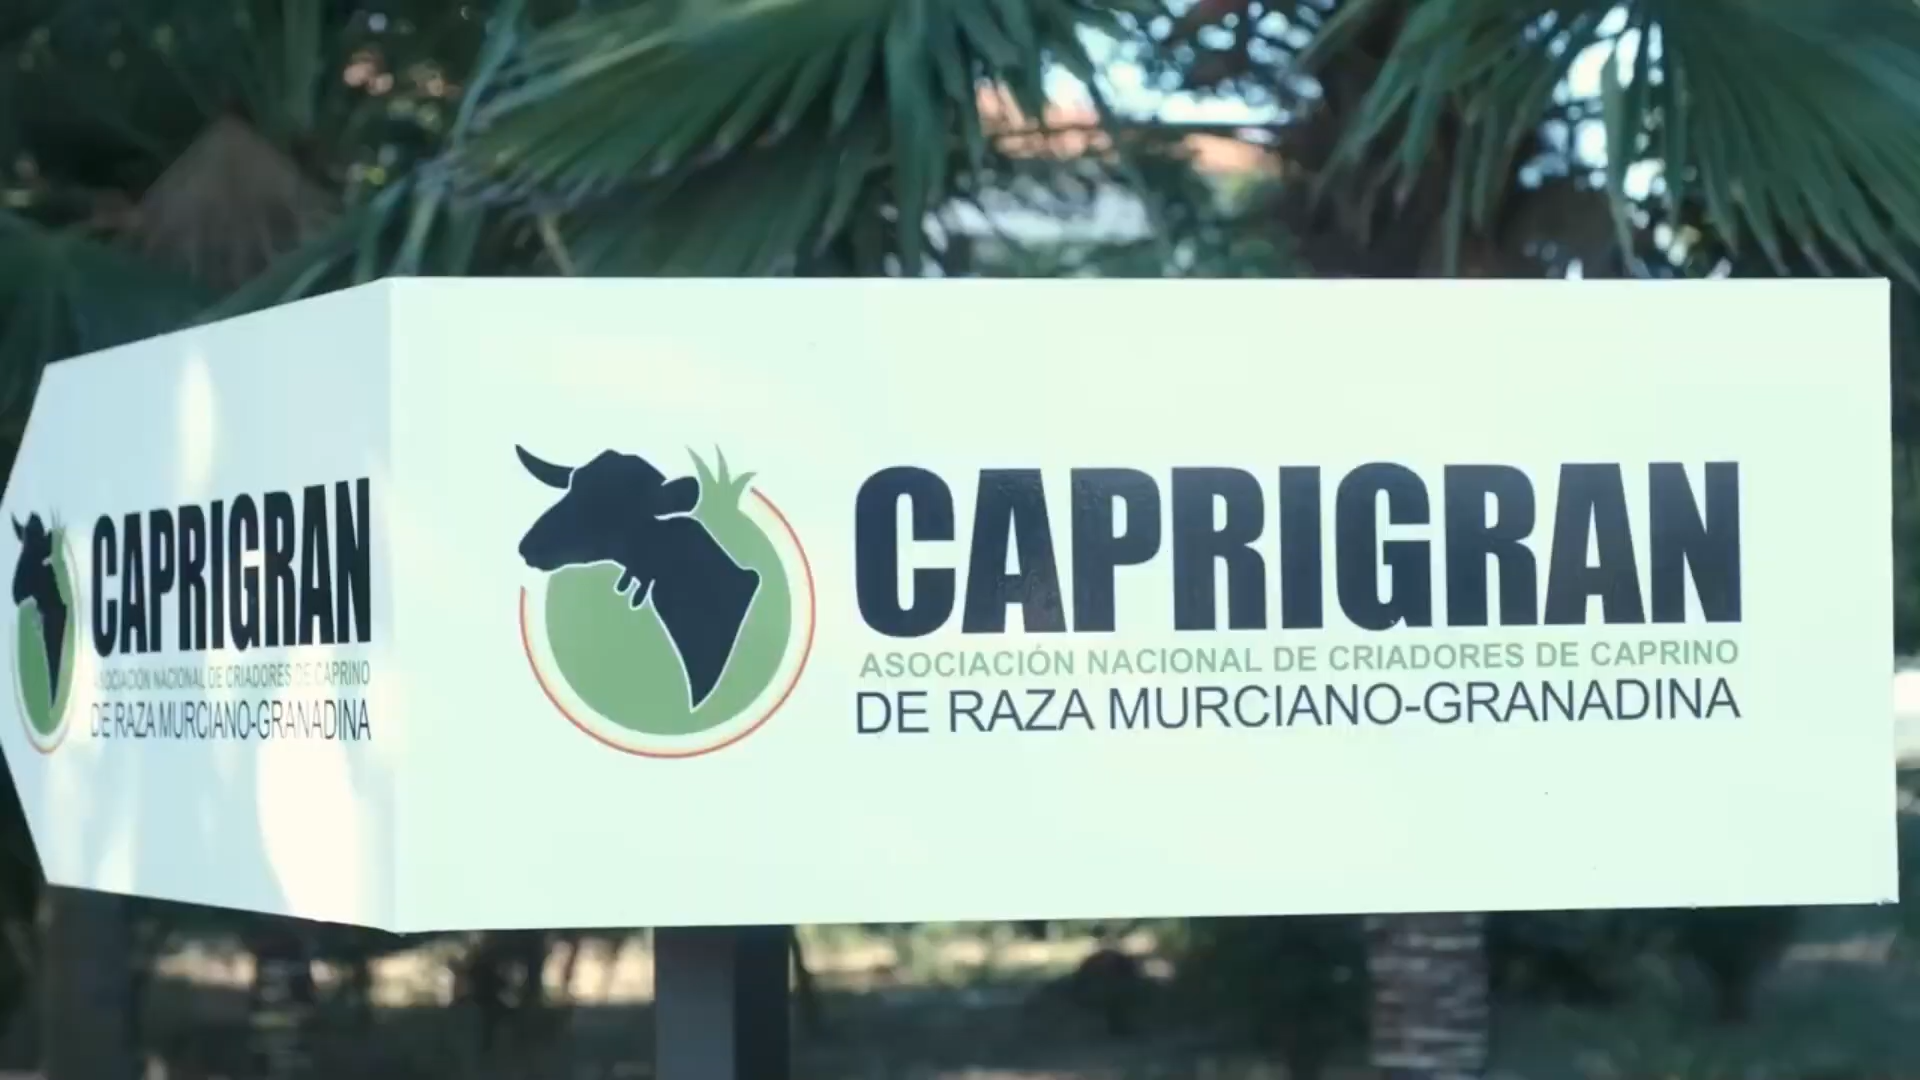 CAPRIGRAN
ASOCIACIÓN NACIONAL DE CRIADORES DE CAPRINO
DE RAZA MURCIANO-GRANADINA
CAPRIGRAN
ASOCIACIÓN NACIONAL DE CRIADORES DE CAPRINO
DE RAZA MURCIANO-GRANADINA